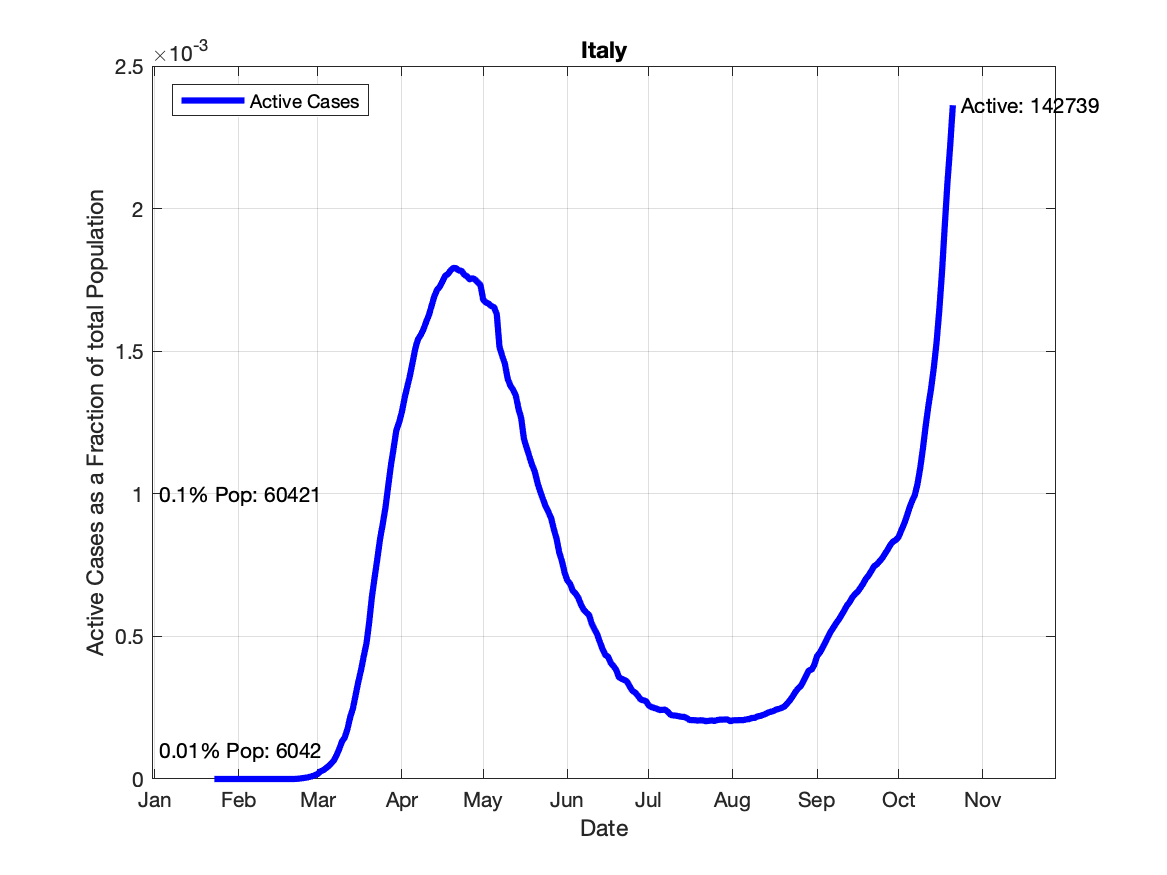 Italy
×10-3
2.5
2
1.5
1
0.5
0
Active Cases as a Fraction of total Population
Active Cases
Active: 142739
0.1% Pop: 60421
0.01% Pop: 6042
Jan Feb Mar Apr May Jun Jul Aug Sep Oct Nov
Date